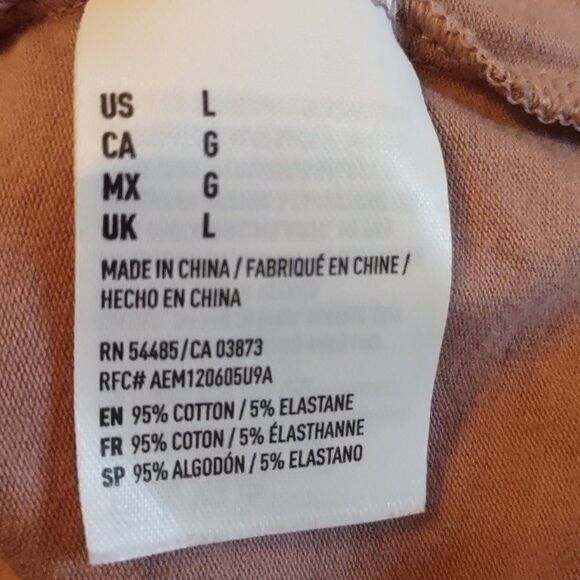 US L
CA G
MX G
UK L
MADE IN CHINA / FABRIQUÉ EN CHINE /
HECHO EN CHINA
RN 54485/CA 03873
RFC# AEM120605U9A
EN 95% COTTON / 5% ELASTANE
FR 95% COTON / 5% ÉLASTHANNE
SP 95% ALGODÓN / 5% ELASTANO